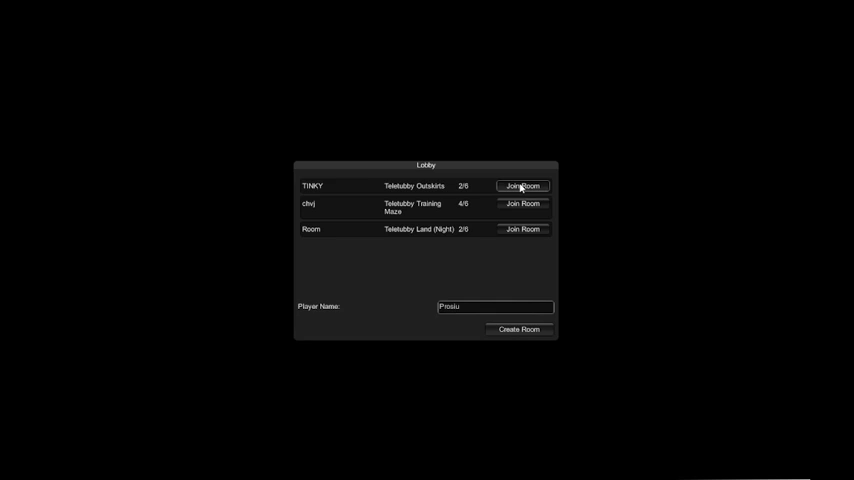 Lobby
TINKY Teletubby Outskirts 2/6 Join Room
chvj Teletubby Training Maze 4/6 Join Room
Room Teletubby Land (Night) 2/6 Join Room
Player Name: Prosiu
Create Room